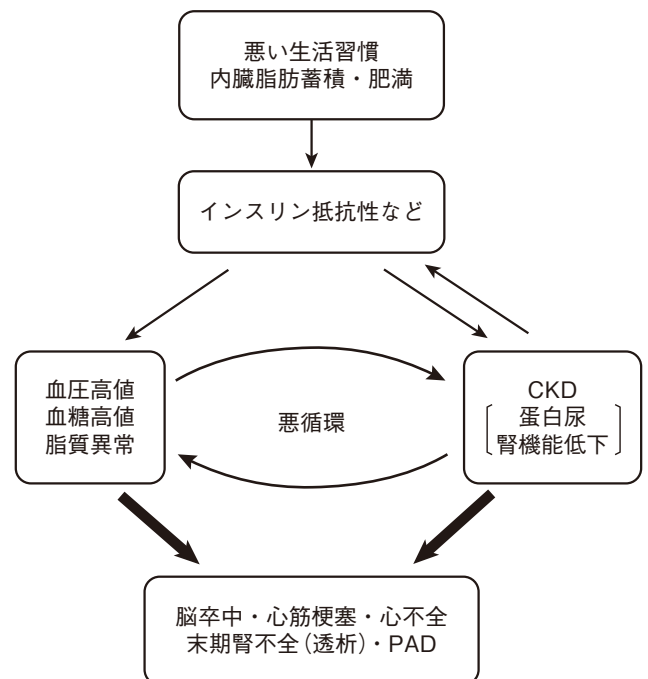 悪い生活習慣
内臓脂肪蓄積・肥満
インスリン抵抗性など
血圧高値
血糖高値
脂質異常
悪循環
CKD
蛋白尿
腎機能低下
脳卒中・心筋梗塞・心不全
末期腎不全（透析）・PAD